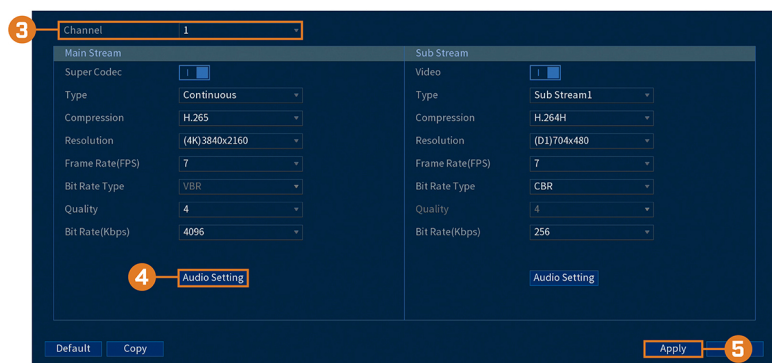 3
Channel 1
Main Stream Sub Stream
Super Codec Video
Type Continuous Type Sub Stream1
Compression H.265 Compression H.264H
Resolution (4K)3840x2160 Resolution (D1)704x480
Frame Rate(FPS) 7 Frame Rate(FPS) 7
Bit Rate Type VBR Bit Rate Type CBR
Quality 4 Quality 4
Bit Rate(Kbps) 4096 Bit Rate(Kbps) 256
4 Audio Setting Audio Setting
Default Copy Apply 5